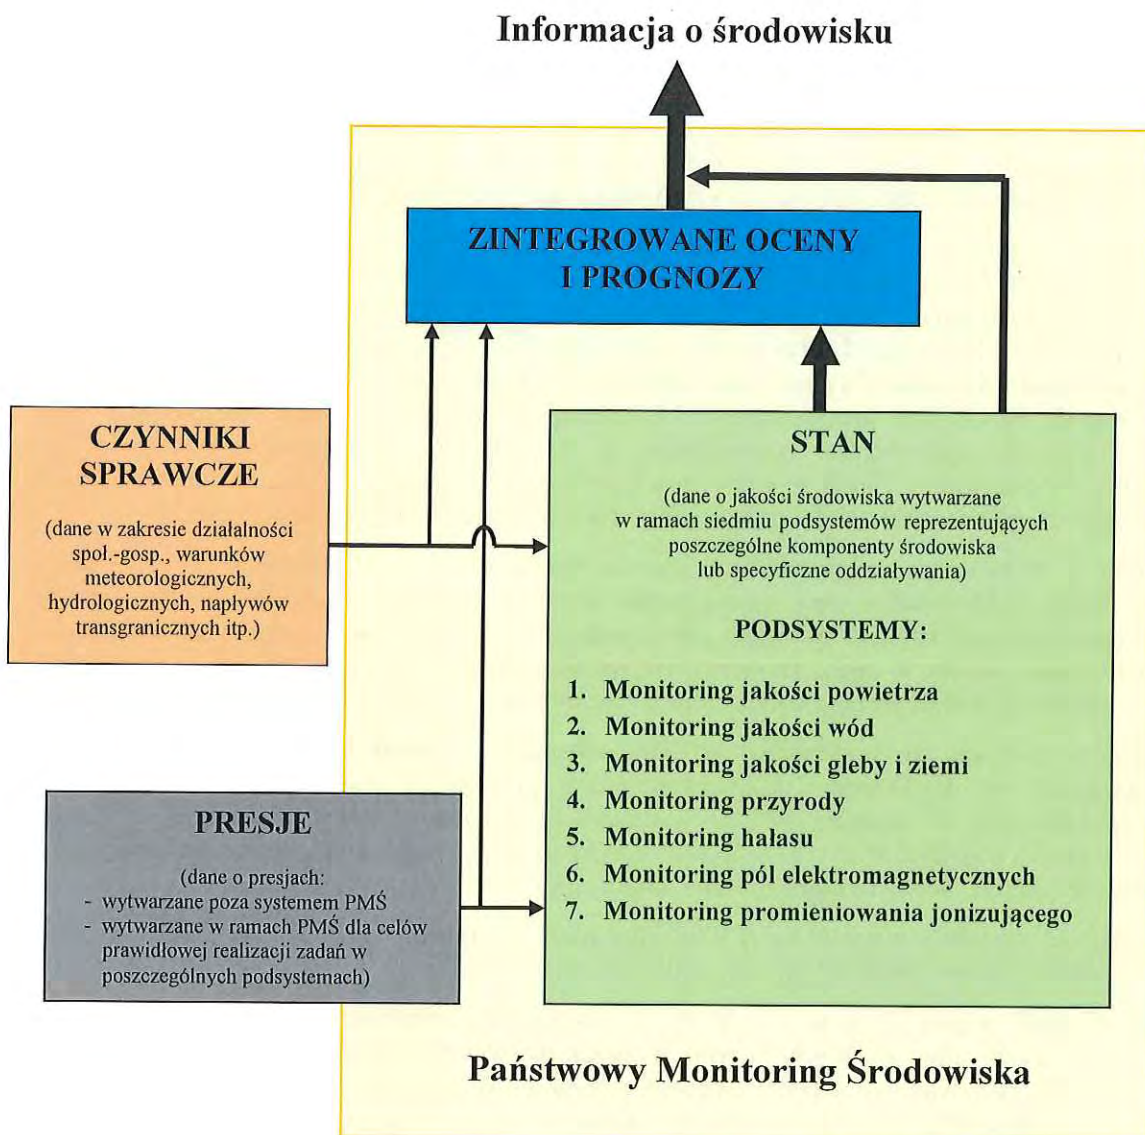 Informacja o środowisku
ZINTEGROWANE OCENY
I PROGNOZY
CZYNNIKI
SPRAWCZE
(dane w zakresie działalności
społ.-gosp., warunków
meteorologicznych,
hydrologicznych, napływów
transgranicznych itp.)
STAN
(dane o jakości środowiska wytwarzane
w ramach siedmiu podsystemów reprezentujących
poszczególne komponenty środowiska
lub specyficzne oddziaływania)
PODSYSTEMY:
1. Monitoring jakości powietrza
2. Monitoring jakości wód
3. Monitoring jakości gleby i ziemi
4. Monitoring przyrody
5. Monitoring hałasu
6. Monitoring pól elektromagnetycznych
7. Monitoring promieniowania jonizującego
PRESJE
(dane o presjach:
- wytwarzane poza systemem PMŚ
- wytwarzane w ramach PMŚ dla celów
prawidłowej realizacji zadań w
poszczególnych podsystemach)
Państwowy Monitoring Środowiska